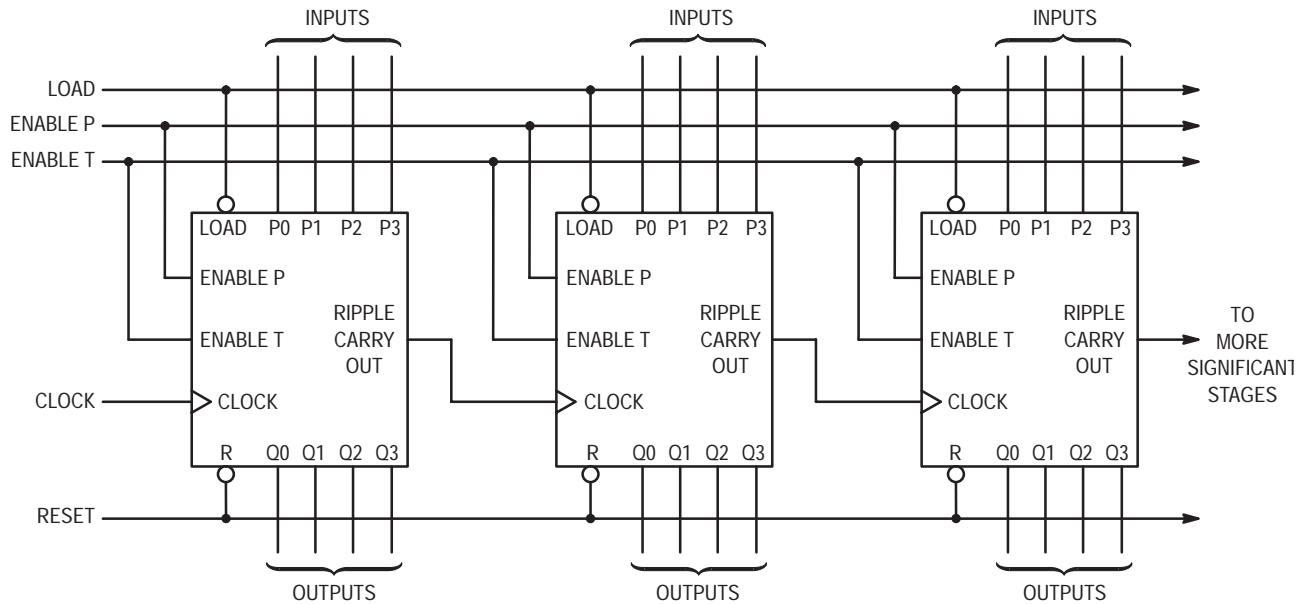 INPUTS INPUTS INPUTS
LOAD
ENABLE P
ENABLE T
LOAD P0 P1 P2 P3 LOAD P0 P1 P2 P3 LOAD P0 P1 P2 P3
ENABLE P ENABLE P ENABLE P
RIPPLE RIPPLE RIPPLE TO
ENABLE T CARRY ENABLE T CARRY ENABLE T CARRY MORE
OUT OUT OUT SIGNIFICANT
CLOCK CLOCK CLOCK CLOCK STAGES
R Q0 Q1 Q2 Q3 R Q0 Q1 Q2 Q3 R Q0 Q1 Q2 Q3
RESET
OUTPUTS OUTPUTS OUTPUTS